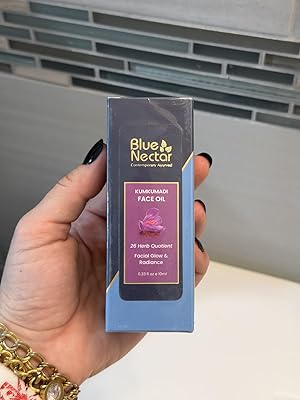 Blue
Nectar
Contemporary Ayurved
KUMKUMADI
FACE OIL
26 Herb Quotient
Facial Glow &
Radiance
0.33 fl oz e 10ml